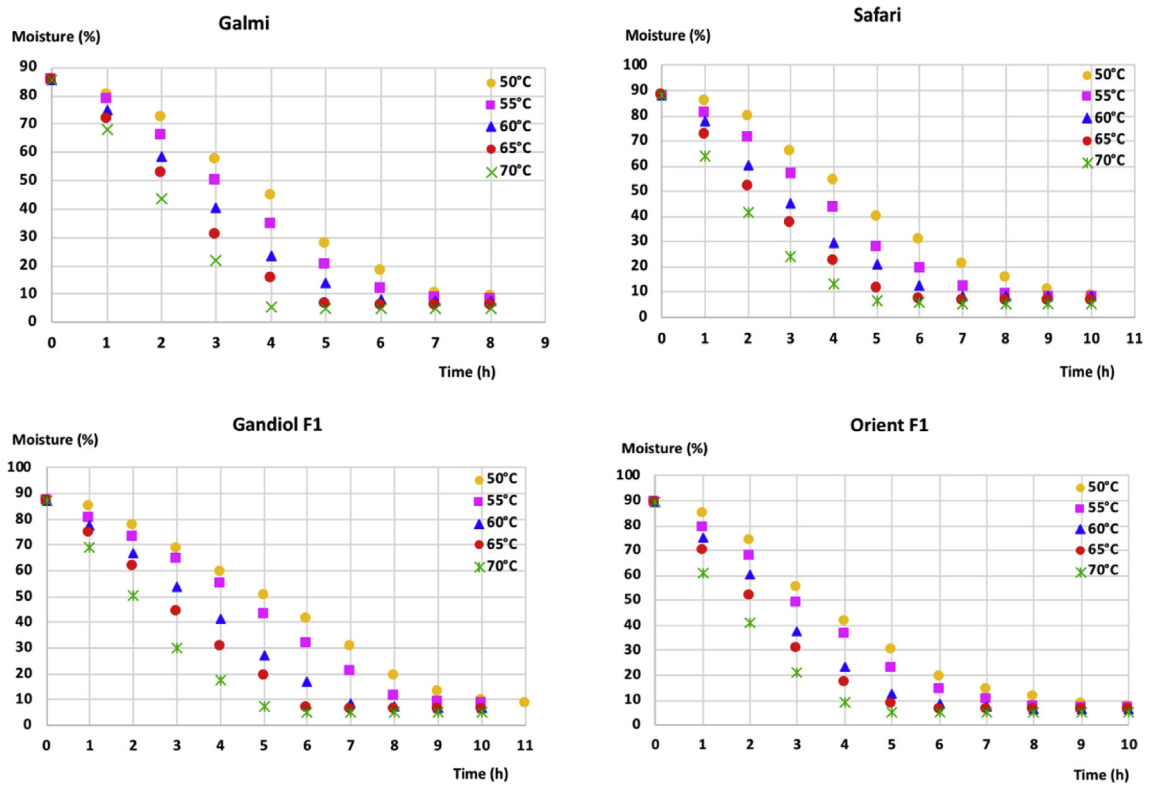 Galmi
Moisture (%)
90
80
70
60
50
40
30
20
10
0
50°C
55°C
60°C
65°C
70°C
0 1 2 3 4 5 6 7 8 9
Time (h)
Safari
Moisture (%)
100
90
80
70
60
50
40
30
20
10
0
50°C
55°C
60°C
65°C
70°C
0 1 2 3 4 5 6 7 8 9 10 11
Time (h)
Gandiol F1
Moisture (%)
100
90
80
70
60
50
40
30
20
10
0
50°C
55°C
60°C
65°C
70°C
0 1 2 3 4 5 6 7 8 9 10 11
Time (h)
Orient F1
Moisture (%)
100
90
80
70
60
50
40
30
20
10
0
50°C
55°C
60°C
65°C
70°C
0 1 2 3 4 5 6 7 8 9 10
Time (h)